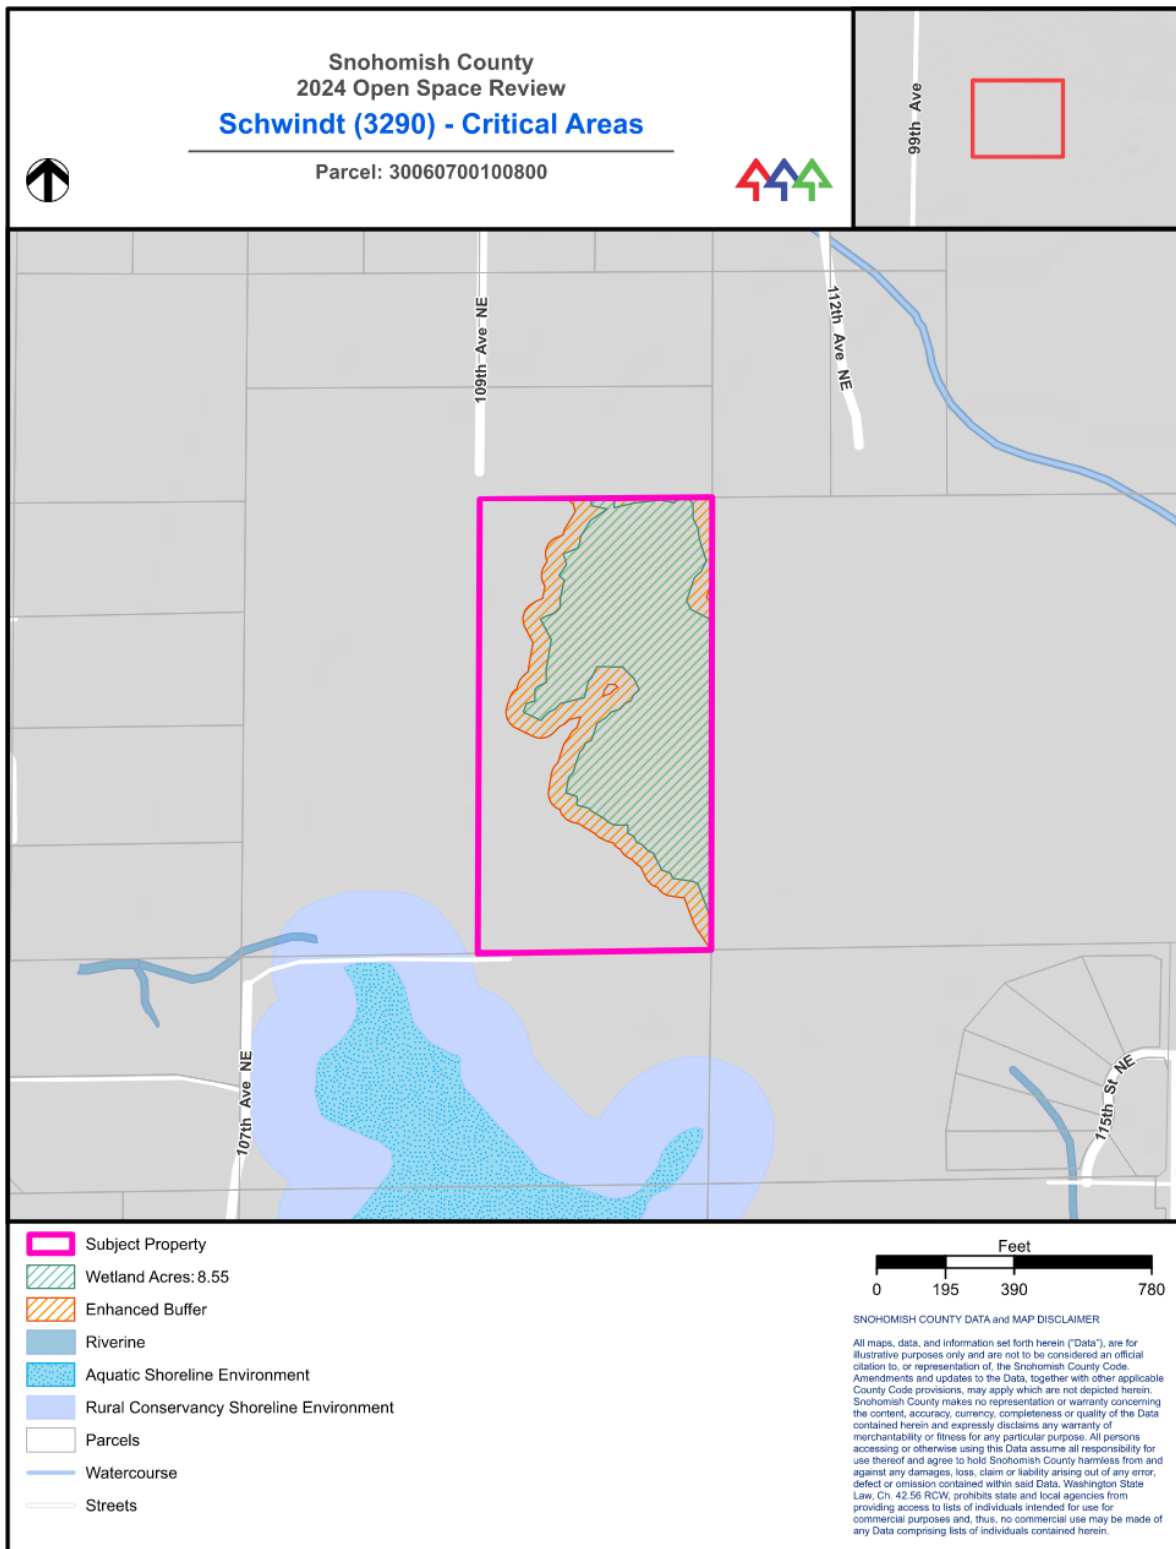 Snohomish County
2024 Open Space Review
Schwindt (3290) - Critical Areas
Parcel: 30060700100800
99th Ave
109th Ave NE
112th Ave NE
107th Ave NE
115th St NE
Subject Property
Wetland Acres: 8.55
Enhanced Buffer
Riverine
Aquatic Shoreline Environment
Rural Conservancy Shoreline Environment
Parcels
Watercourse
Streets
Feet
0 195 390 780
SNOHOMISH COUNTY DATA and MAP DISCLAIMER
All maps, data, and information set forth herein ("Data"), are for
illustrative purposes only and are not to be considered an official
citation to, or representation of, the Snohomish County Code.
Amendments and updates to the Data, together with other applicable
County Code provisions, may apply which are not depicted herein.
Snohomish County makes no representation or warranty concerning
the content, accuracy, currency, completeness or quality of the Data
contained herein and expressly disclaims any warranty of
merchantability or fitness for any particular purpose. All persons
accessing or otherwise using this Data assume all responsibility for
use thereof and agree to hold Snohomish County harmless from and
against any damages, loss, claim or liability arising out of any error,
defect or omission contained within said Data. Washington State
Law, Ch. 42.56 RCW, prohibits state and local agencies from
providing access to lists of individuals intended for use for
commercial purposes and, thus, no commercial use may be made of
any Data comprising lists of individuals contained herein.